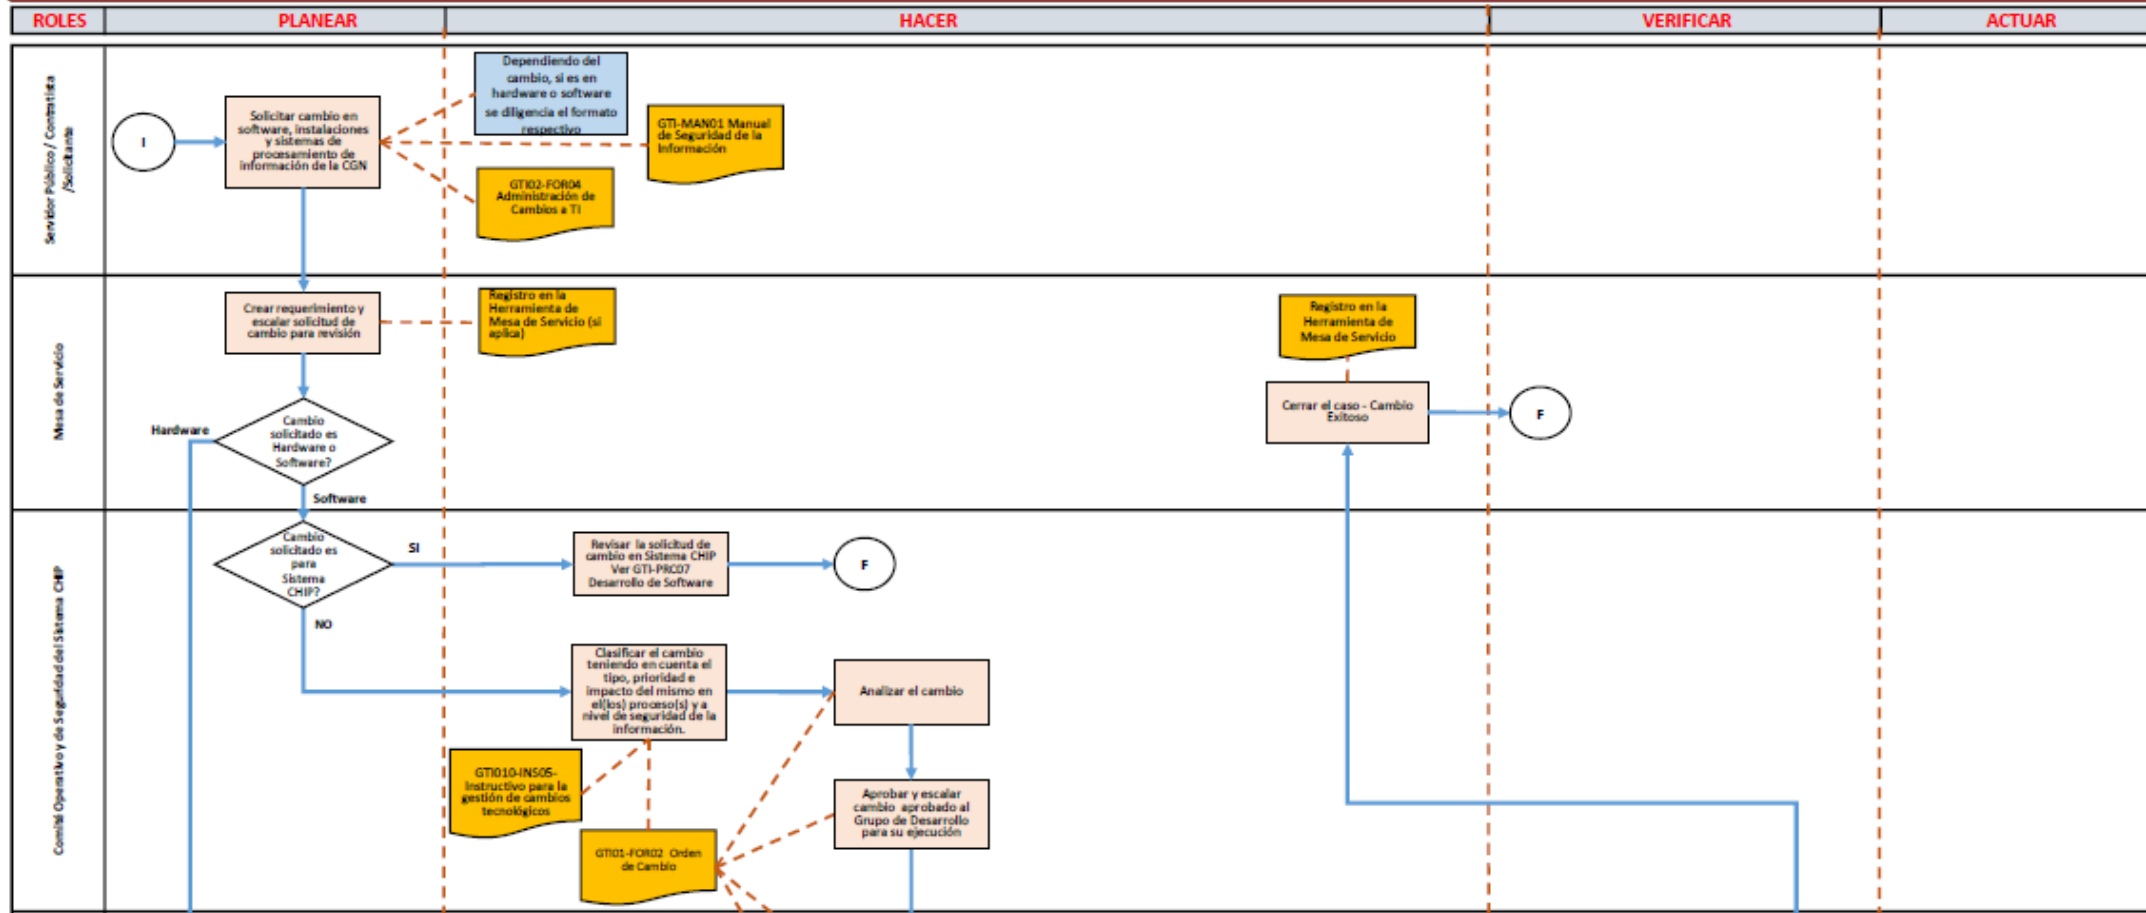 ROLES
PLANEAR
HACER
VERIFICAR
ACTUAR
Servidor Público / Contratista
/Solicitante
I
Solicitar cambio en
software, instalaciones
y sistemas de
procesamiento de
información de la CGN
Dependiendo del
cambio, si es en
hardware o software
se diligencia el formato
respectivo
GTI-MAN01 Manual
de Seguridad de la
Información
GTI02-FOR04
Administración de
Cambios a TI
Mesa de Servicio
Crear requerimiento y
escalar solicitud de
cambio para revisión
Registro en la
Herramienta de
Mesa de Servicio (si
aplica)
Registro en la
Herramienta de
Mesa de Servicio
Cerrar el caso - Cambio
Exitoso
F
Hardware
Cambio
solicitado es
Hardware o
Software?
Software
Comité Operativo y de Seguridad del Sistema CHIP
Cambio
solicitado es
para
Sistema
CHIP?
SI
Revisar la solicitud de
cambio en Sistema CHIP
Ver GTI-PRC07
Desarrollo de Software
F
NO
Clasificar el cambio
teniendo en cuenta el
tipo, prioridad e
impacto del mismo en
el(los) proceso(s) y a
nivel de seguridad de la
información.
Analizar el cambio
GTI010-INS05-
Instructivo para la
gestión de cambios
tecnológicos
Aprobar y escalar
cambio aprobado al
Grupo de Desarrollo
para su ejecución
GTI01-FOR02 Orden
de Cambio